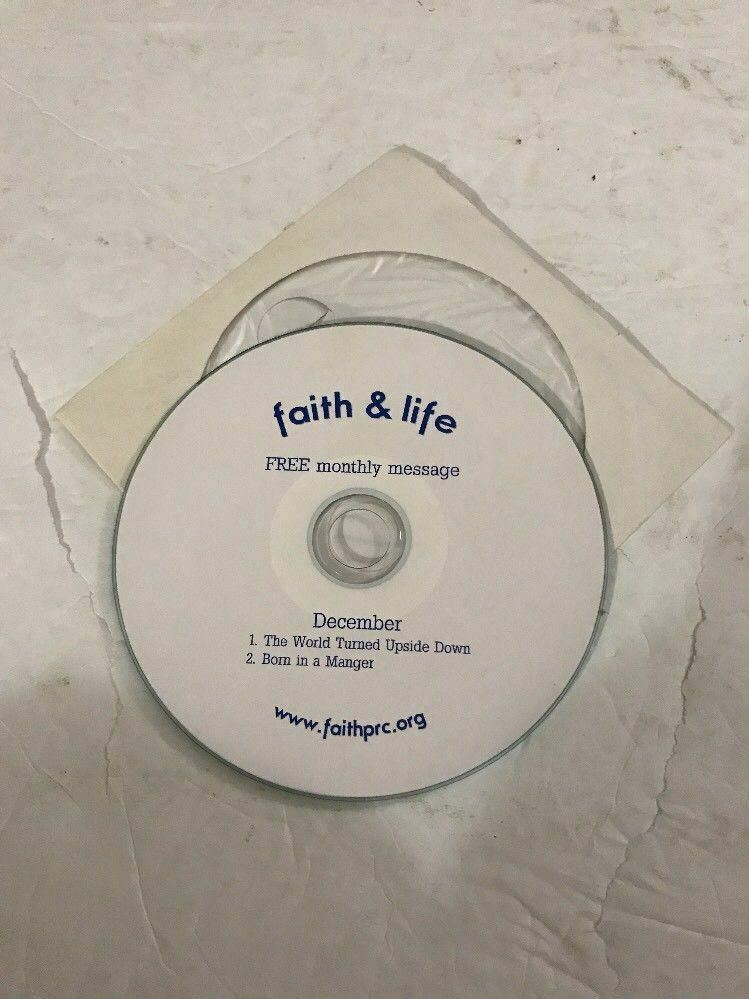 faith & life
FREE monthly message
December
1. The World Turned Upside Down
2. Born in a Manger
www.faithprc.org